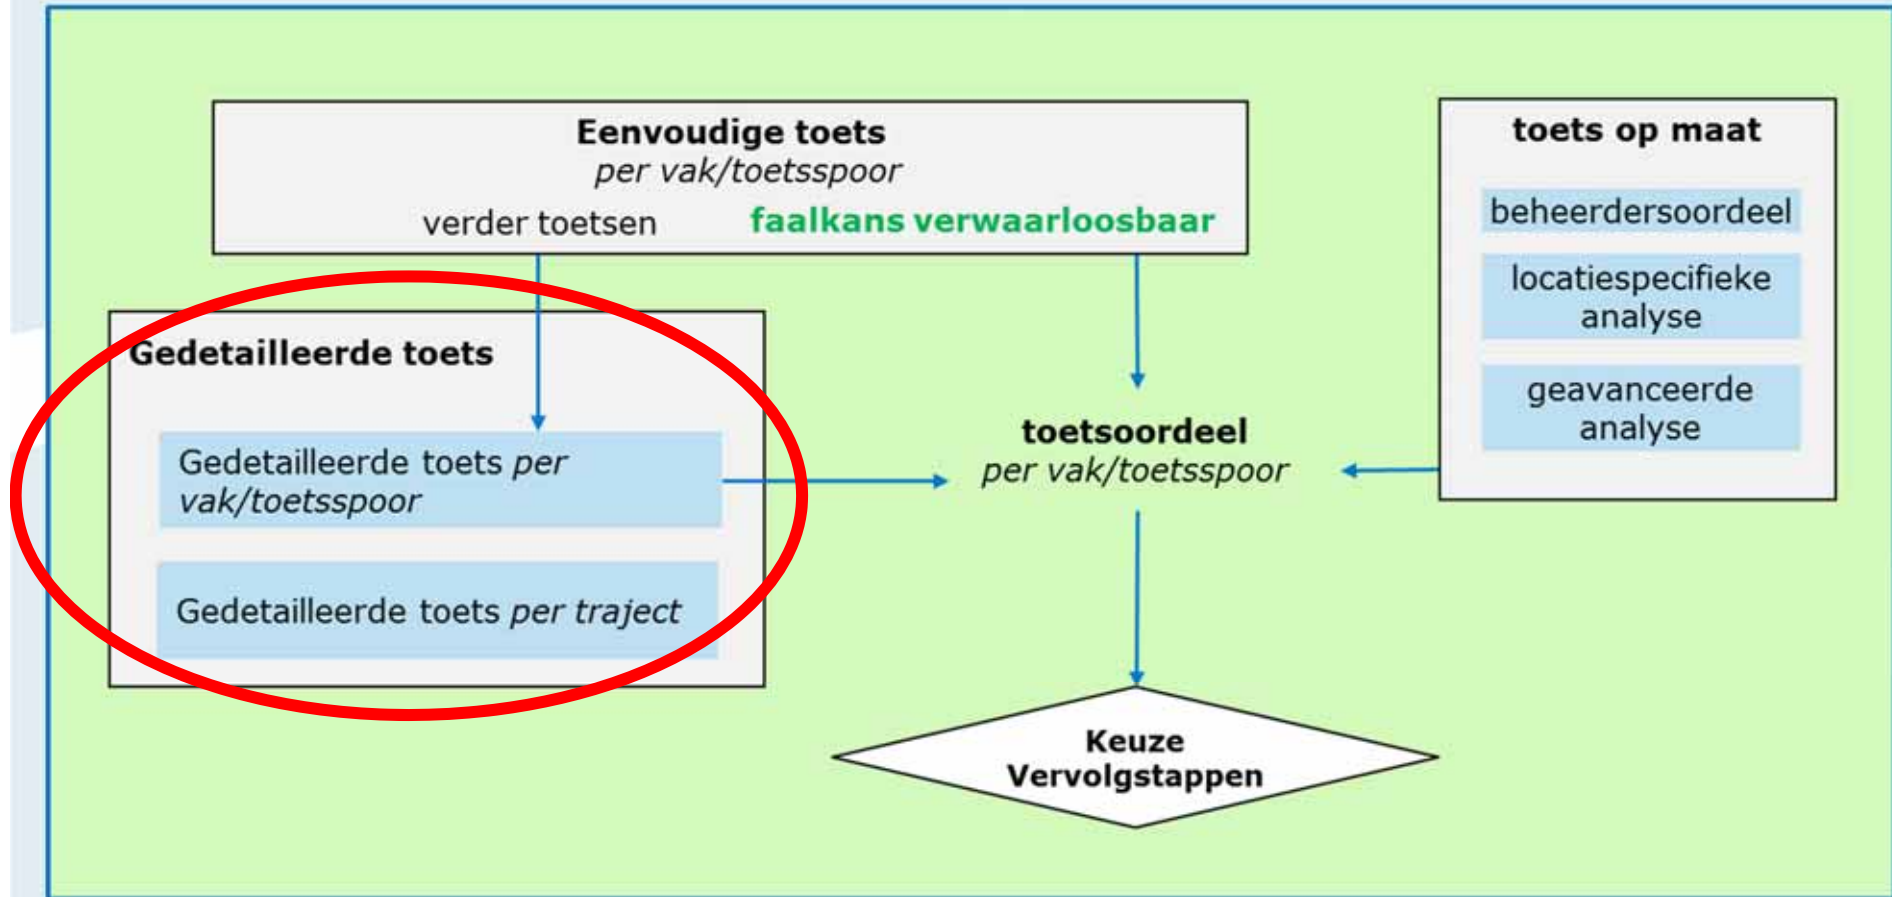 Eenvoudige toets
per vak/toetsspoor
verder toetsen
faalkans verwaarloosbaar
toets op maat
beheerdersoordeel
locatiespecifieke
analyse
geavanceerde
analyse
Gedetailleerde toets
Gedetailleerde toets per
vak/toetsspoor
Gedetailleerde toets per traject
toetsoordeel
per vak/toetsspoor
Keuze
Vervolgstappen